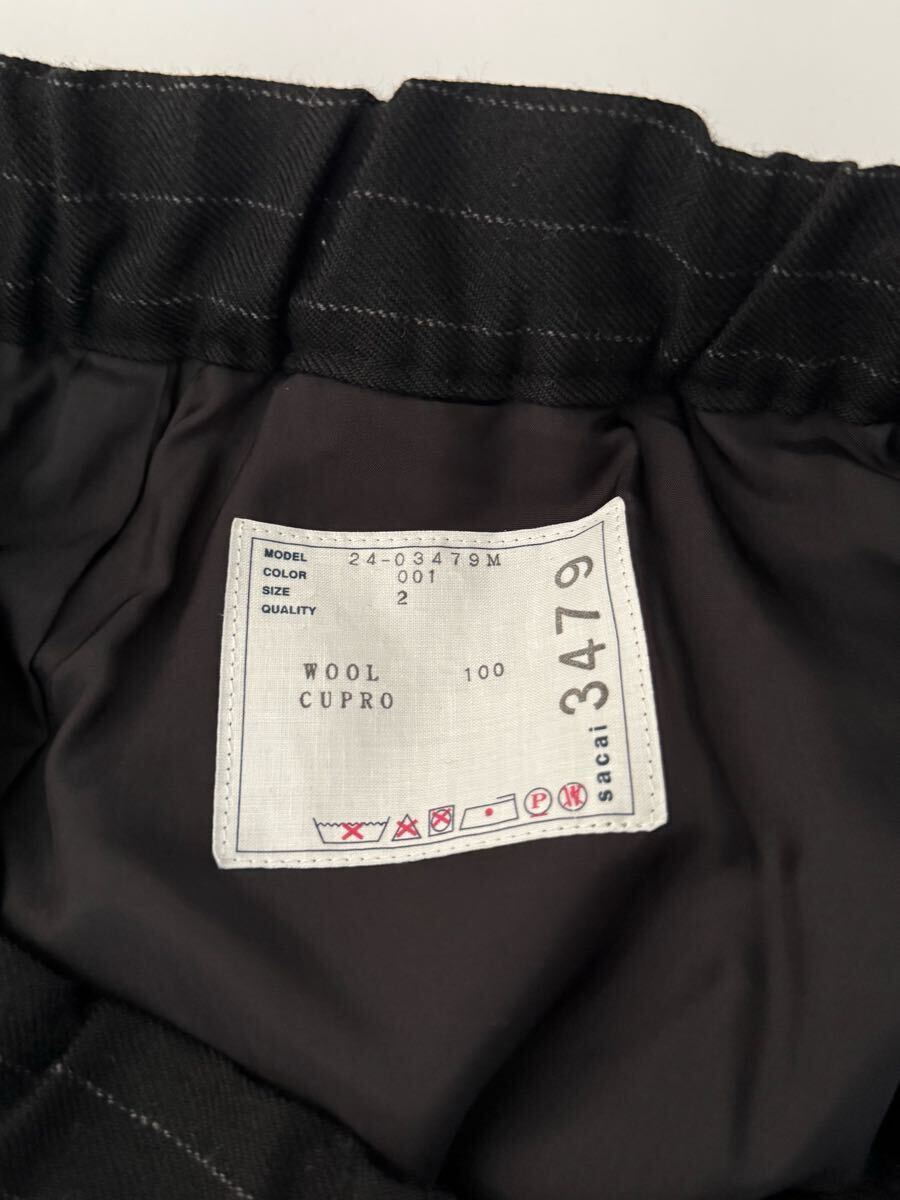 MODEL 24-03479M
COLOR 001
SIZE 2
QUALITY
WOOL 100
CUPRO
sacai 3479
P
W